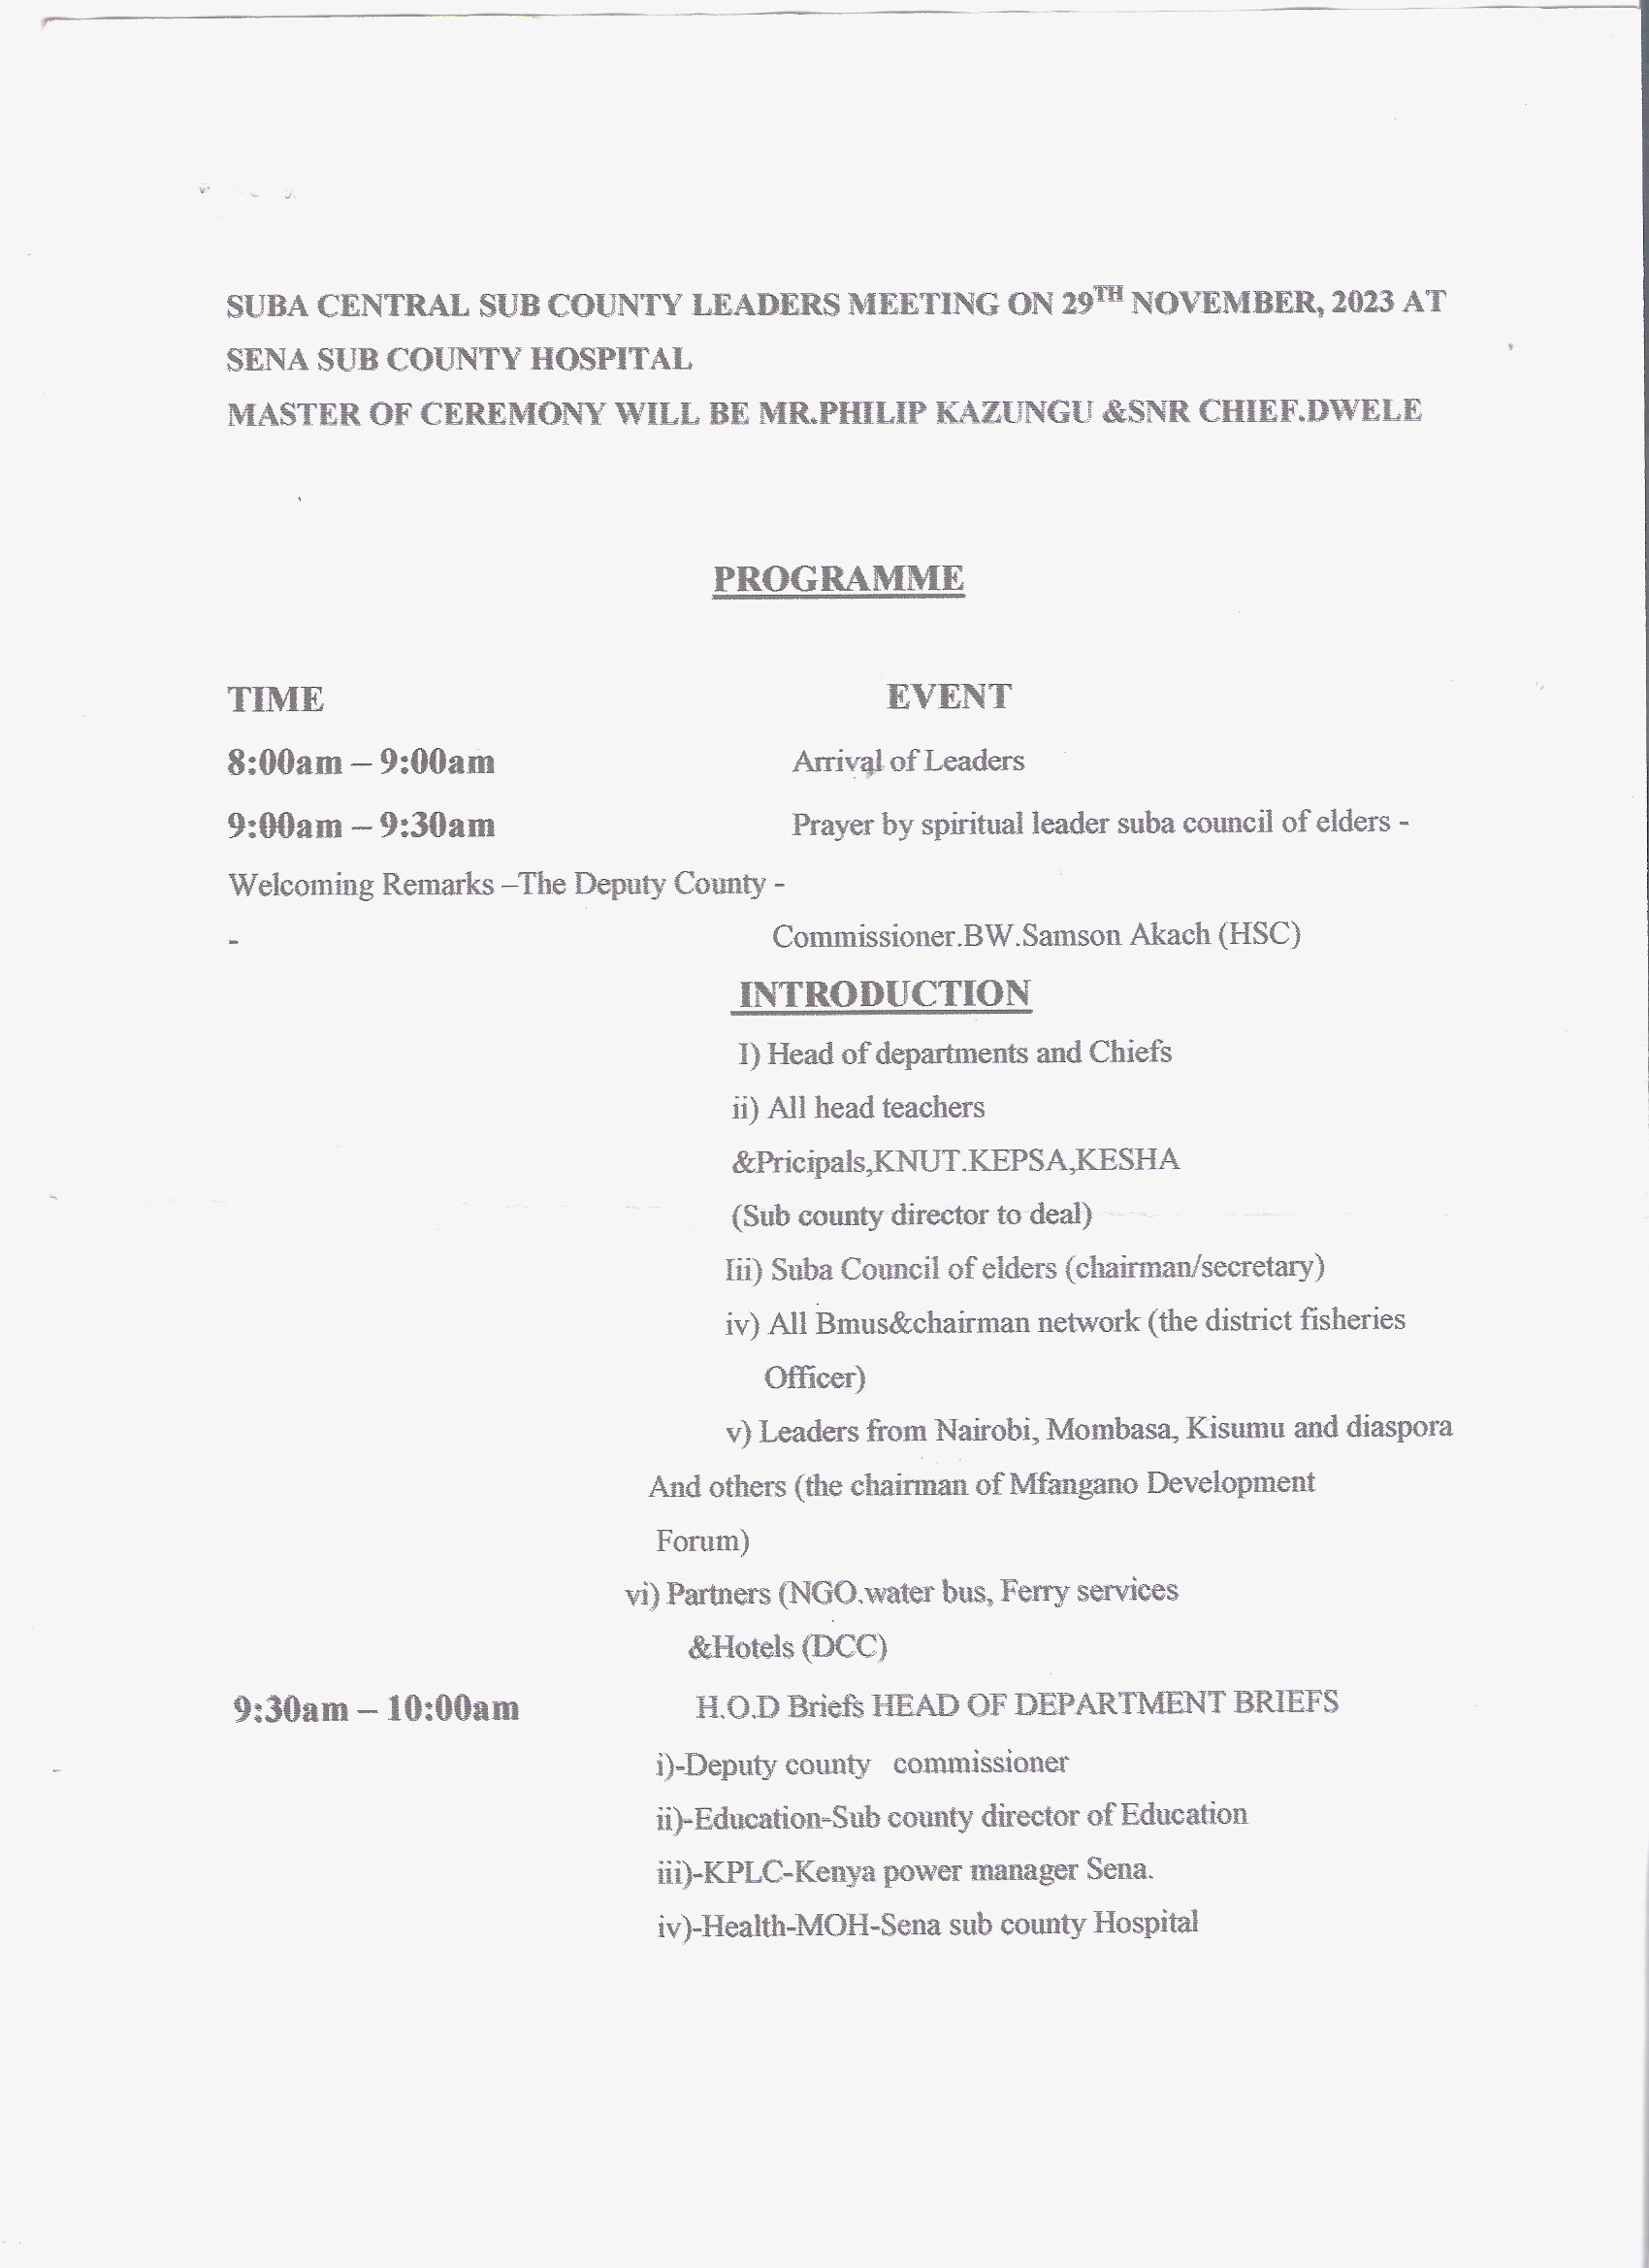 SUBA CENTRAL SUB COUNTY LEADERS MEETING ON 29TH NOVEMBER, 2023 AT
SENA SUB COUNTY HOSPITAL
MASTER OF CEREMONY WILL BE MR.PHILIP KAZUNGU &SNR CHIEF.DWELE
PROGRAMME
TIME EVENT
8:00am – 9:00am Arrival of Leaders
9:00am – 9:30am Prayer by spiritual leader suba council of elders -
Welcoming Remarks –The Deputy County -
- Commissioner.BW.Samson Akach (HSC)
INTRODUCTION
I) Head of departments and Chiefs
ii) All head teachers
&Pricipals,KNUT.KEPSA,KESHA
(Sub county director to deal)
Iii) Suba Council of elders (chairman/secretary)
iv) All Bmus&chairman network (the district fisheries
Officer)
v) Leaders from Nairobi, Mombasa, Kisumu and diaspora
And others (the chairman of Mfangano Development
Forum)
vi) Partners (NGO.water bus, Ferry services
&Hotels (DCC)
9:30am – 10:00am H.O.D Briefs HEAD OF DEPARTMENT BRIEFS
i)-Deputy county commissioner
ii)-Education-Sub county director of Education
iii)-KPLC-Kenya power manager Sena.
iv)-Health-MOH-Sena sub county Hospital